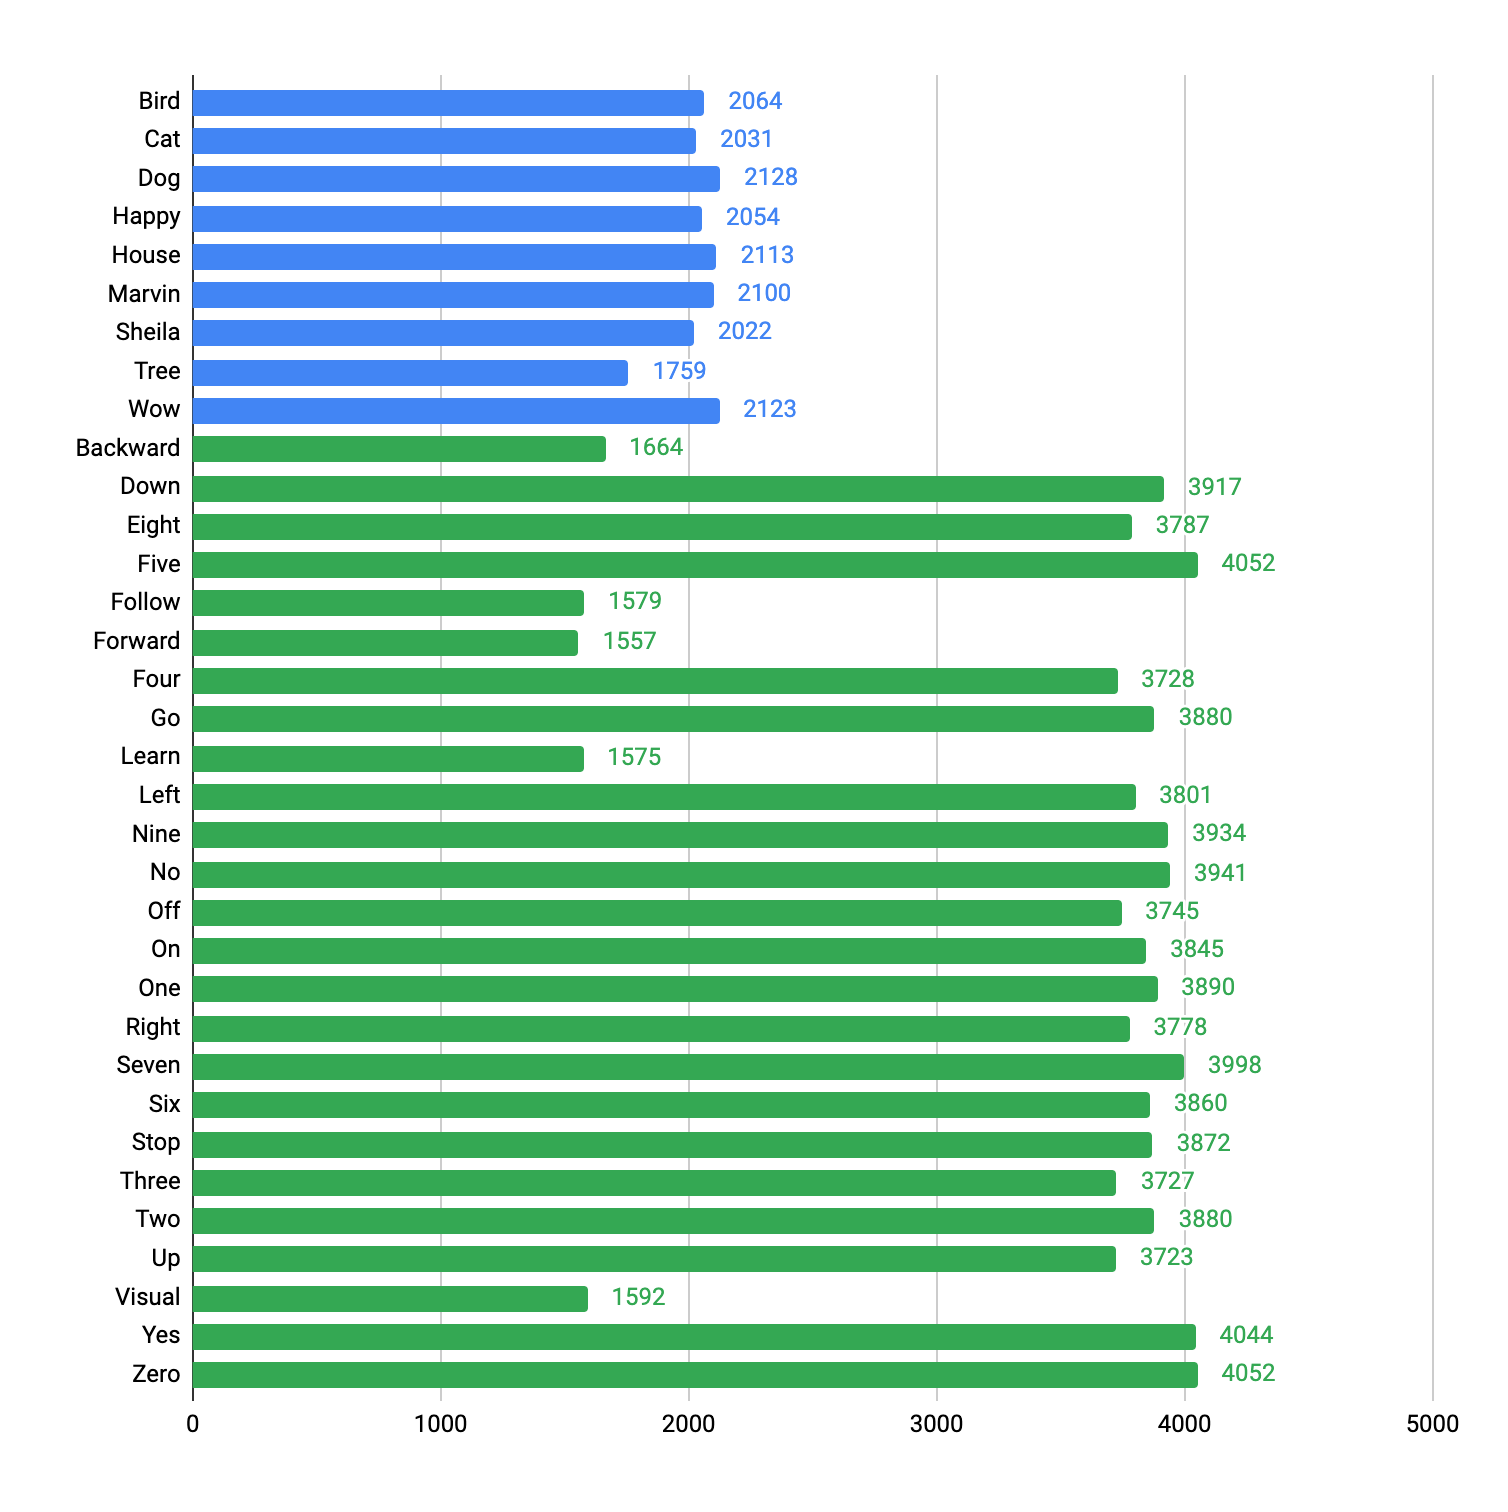 Bird 2064
Cat 2031
Dog 2128
Happy 2054
House 2113
Marvin 2100
Sheila 2022
Tree 1759
Wow 2123
Backward 1664
Down 3917
Eight 3787
Five 4052
Follow 1579
Forward 1557
Four 3728
Go 3880
Learn 1575
Left 3801
Nine 3934
No 3941
Off 3745
On 3845
One 3890
Right 3778
Seven 3998
Six 3860
Stop 3872
Three 3727
Two 3880
Up 3723
Visual 1592
Yes 4044
Zero 4052
0 1000 2000 3000 4000 5000